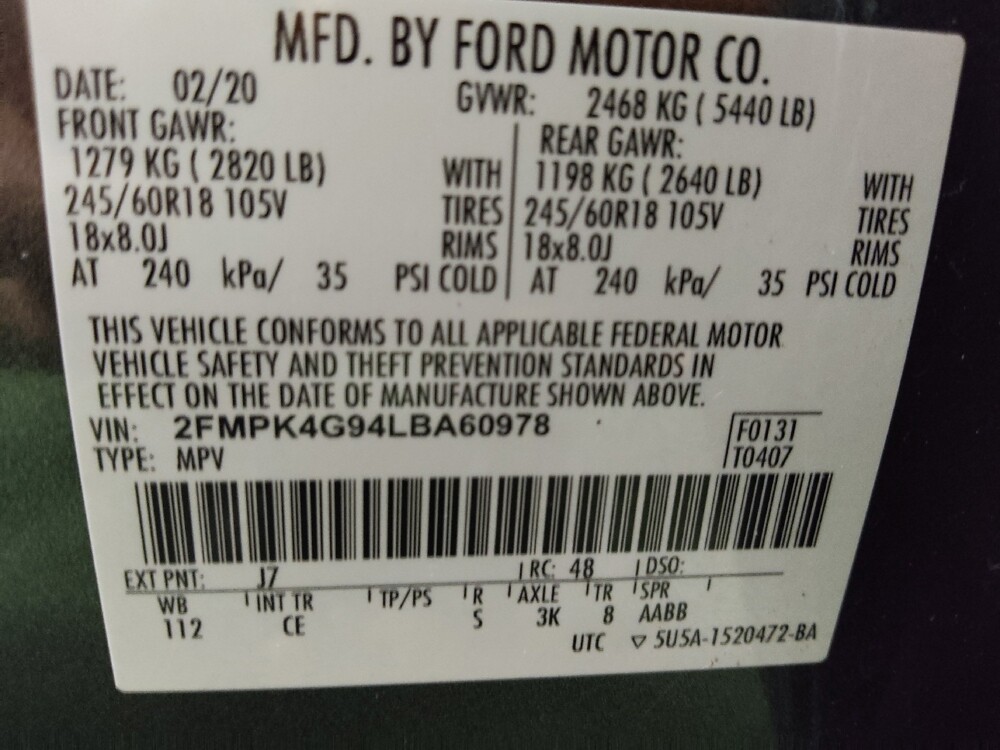 MFD. BY FORD MOTOR CO.
DATE: 02/20 GVWR: 2468 KG ( 5440 LB)
FRONT GAWR: REAR GAWR:
1279 KG ( 2820 LB) WITH 1198 KG ( 2640 LB) WITH
245/60R18 105V TIRES 245/60R18 105V TIRES
18x8.0J RIMS 18x8.0J RIMS
AT 240 kPa/ 35 PSI COLD AT 240 kPa/ 35 PSI COLD
THIS VEHICLE CONFORMS TO ALL APPLICABLE FEDERAL MOTOR
VEHICLE SAFETY AND THEFT PREVENTION STANDARDS IN
EFFECT ON THE DATE OF MANUFACTURE SHOWN ABOVE.
VIN: 2FMPK4G94LBA60978 F0131
TYPE: MPV T0407
EXT PNT: J7 RC: 48 DSO:
WB INT TR TP/PS R AXLE TR SPR
112 CE S 3K 8 AABB
UTC ▽ 5U5A-1520472-BA